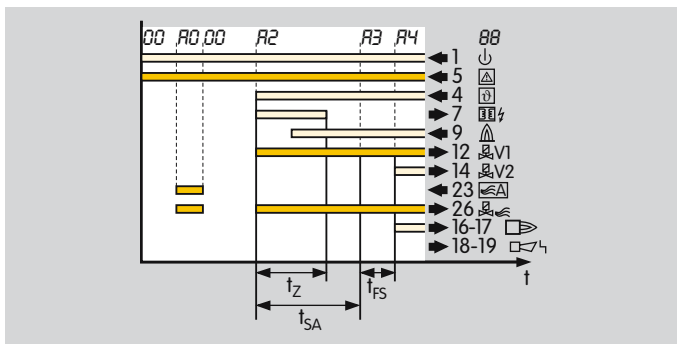 00 A0 00 A2 A3 A4 88
1
5
4 ϑ
7
9
12 V1
14 V2
23 A
26
16-17
18-19
t
tZ tFS
tSA